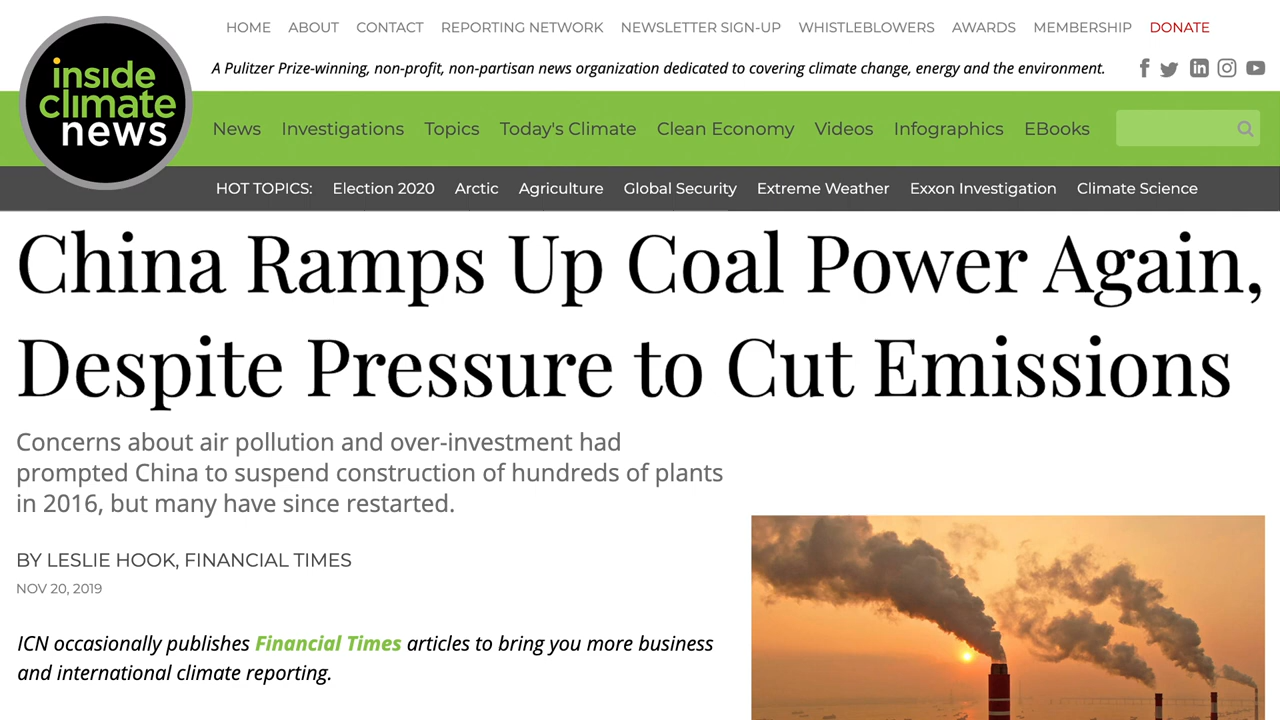 HOME ABOUT CONTACT REPORTING NETWORK NEWSLETTER SIGN-UP WHISTLEBLOWERS AWARDS MEMBERSHIP DONATE
A Pulitzer Prize-winning, non-profit, non-partisan news organization dedicated to covering climate change, energy and the environment.
inside
climate
news
News Investigations Topics Today's Climate Clean Economy Videos Infographics EBooks
HOT TOPICS: Election 2020 Arctic Agriculture Global Security Extreme Weather Exxon Investigation Climate Science
China Ramps Up Coal Power Again,
Despite Pressure to Cut Emissions
Concerns about air pollution and over-investment had
prompted China to suspend construction of hundreds of plants
in 2016, but many have since restarted.
BY LESLIE HOOK, FINANCIAL TIMES
NOV 20, 2019
ICN occasionally publishes Financial Times articles to bring you more business
and international climate reporting.